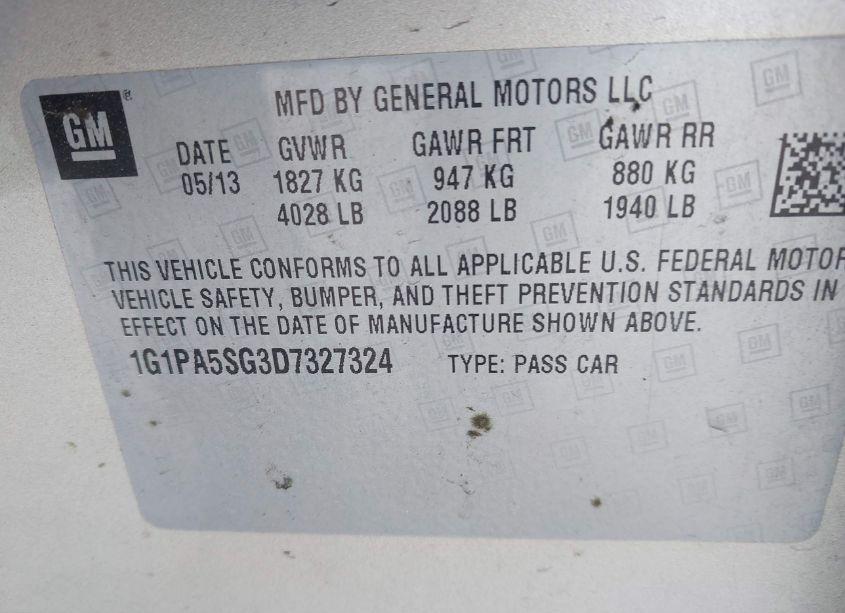 GM ®
MFD BY GENERAL MOTORS LLC
DATE GVWR GAWR FRT GAWR RR
05/13 1827 KG 947 KG 880 KG
4028 LB 2088 LB 1940 LB
THIS VEHICLE CONFORMS TO ALL APPLICABLE U.S. FEDERAL MOTOR
VEHICLE SAFETY, BUMPER, AND THEFT PREVENTION STANDARDS IN
EFFECT ON THE DATE OF MANUFACTURE SHOWN ABOVE.
1G1PA5SG3D7327324 TYPE: PASS CAR